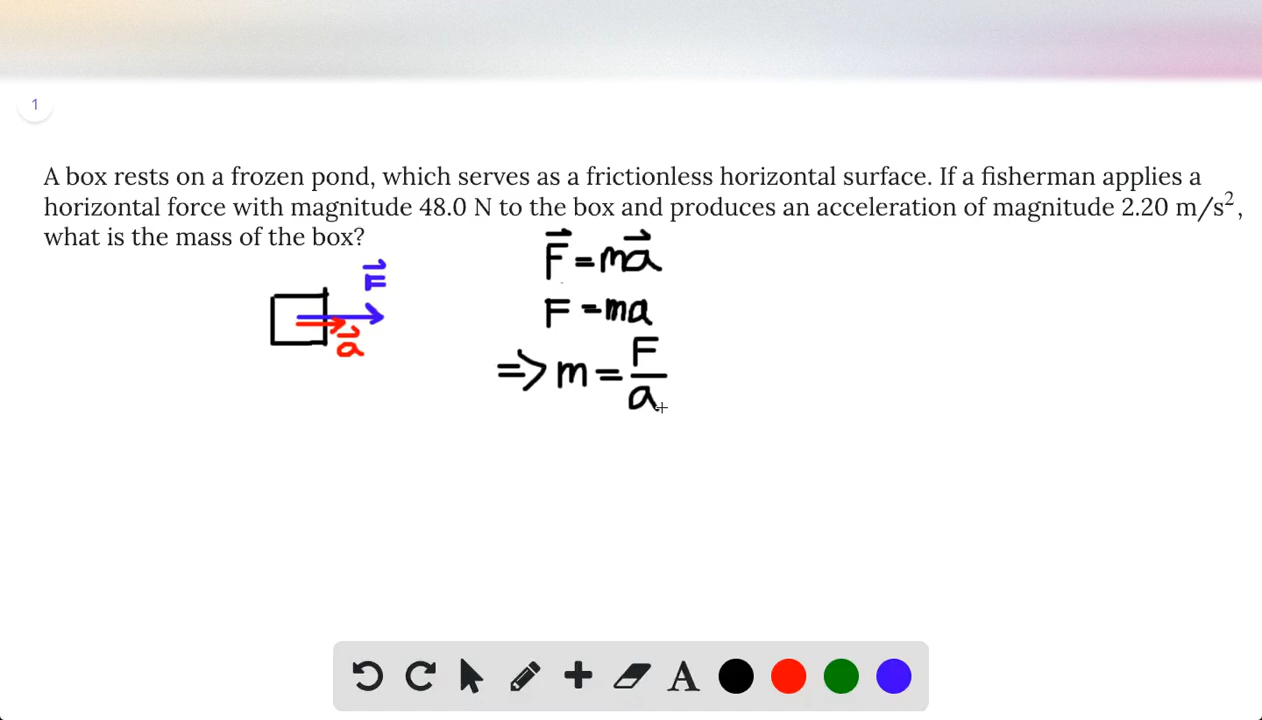 1
A box rests on a frozen pond, which serves as a frictionless horizontal surface. If a fisherman applies a
horizontal force with magnitude 48.0 N to the box and produces an acceleration of magnitude 2.20 m/s²,
what is the mass of the box?
F⃗ = ma⃗
F⃗
F = ma
a⃗
=> m = F/a
A